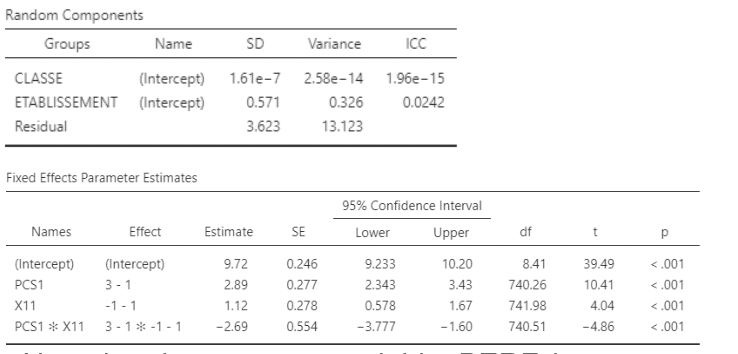 Random Components
Groups Name SD Variance ICC
CLASSE (Intercept) 1.61e−7 2.58e−14 1.96e−15
ETABLISSEMENT (Intercept) 0.571 0.326 0.0242
Residual 3.623 13.123
Fixed Effects Parameter Estimates
95% Confidence Interval
Names Effect Estimate SE Lower Upper df t p
(Intercept) (Intercept) 9.72 0.246 9.233 10.20 8.41 39.49 < .001
PCS1 3 - 1 2.89 0.277 2.343 3.43 740.26 10.41 < .001
X11 -1 - 1 1.12 0.278 0.578 1.67 741.98 4.04 < .001
PCS1 ✻ X11 3 - 1 ✻ -1 - 1 −2.69 0.554 −3.777 −1.60 740.51 −4.86 < .001